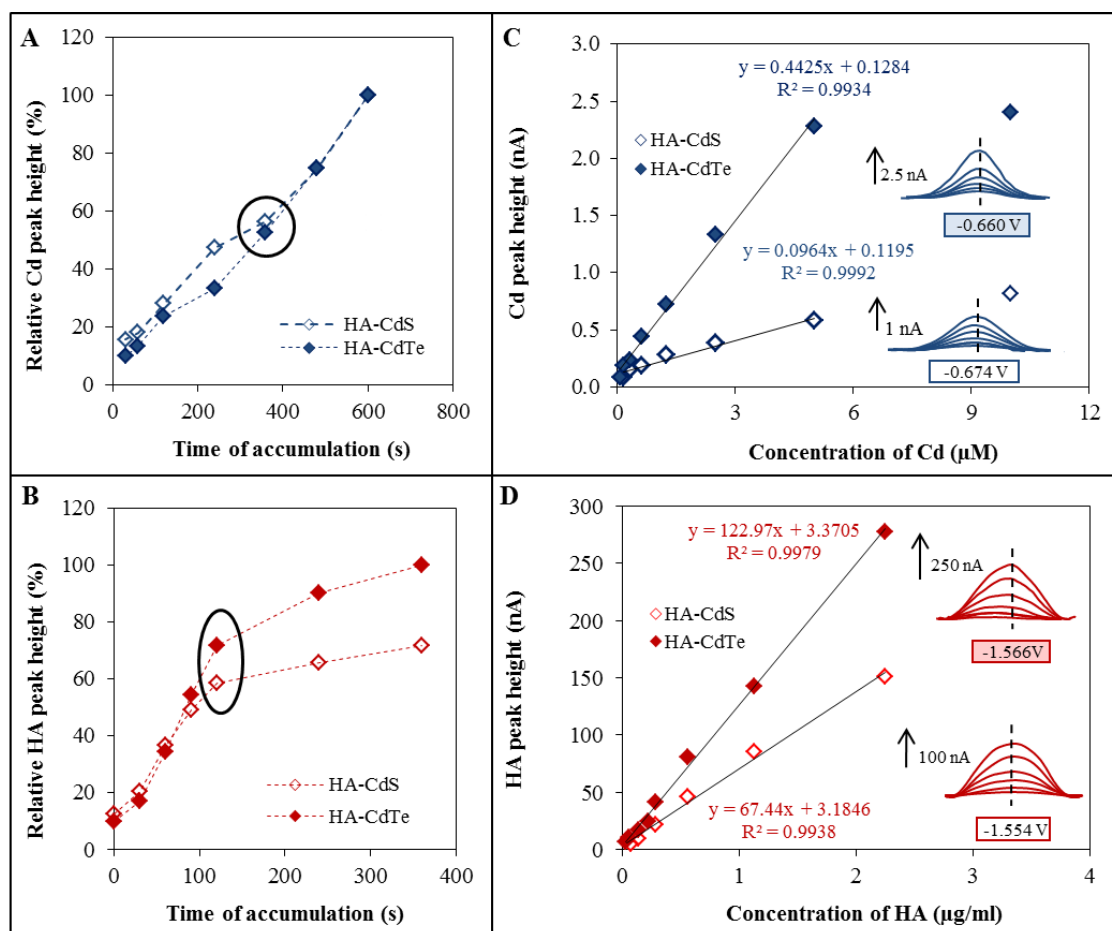 A
Relative Cd peak height (%)
120
100
80
60
40
20
0
HA-CdS
HA-CdTe
0 200 400 600 800
Time of accumulation (s)
C
Cd peak height (nA)
3.0
2.5
2.0
1.5
1.0
0.5
0.0
y = 0.4425x + 0.1284
R² = 0.9934
HA-CdS
HA-CdTe
2.5 nA
-0.660 V
y = 0.0964x + 0.1195
R² = 0.9992
1 nA
-0.674 V
0 3 6 9 12
Concentration of Cd (µM)
B
Relative HA peak height (%)
120
100
80
60
40
20
0
HA-CdS
HA-CdTe
0 100 200 300 400
Time of accumulation (s)
D
HA peak height (nA)
300
250
200
150
100
50
0
y = 122.97x + 3.3705
R² = 0.9979
HA-CdS
HA-CdTe
250 nA
-1.566V
100 nA
y = 67.44x + 3.1846
R² = 0.9938
-1.554 V
0 1 2 3 4
Concentration of HA (µg/ml)